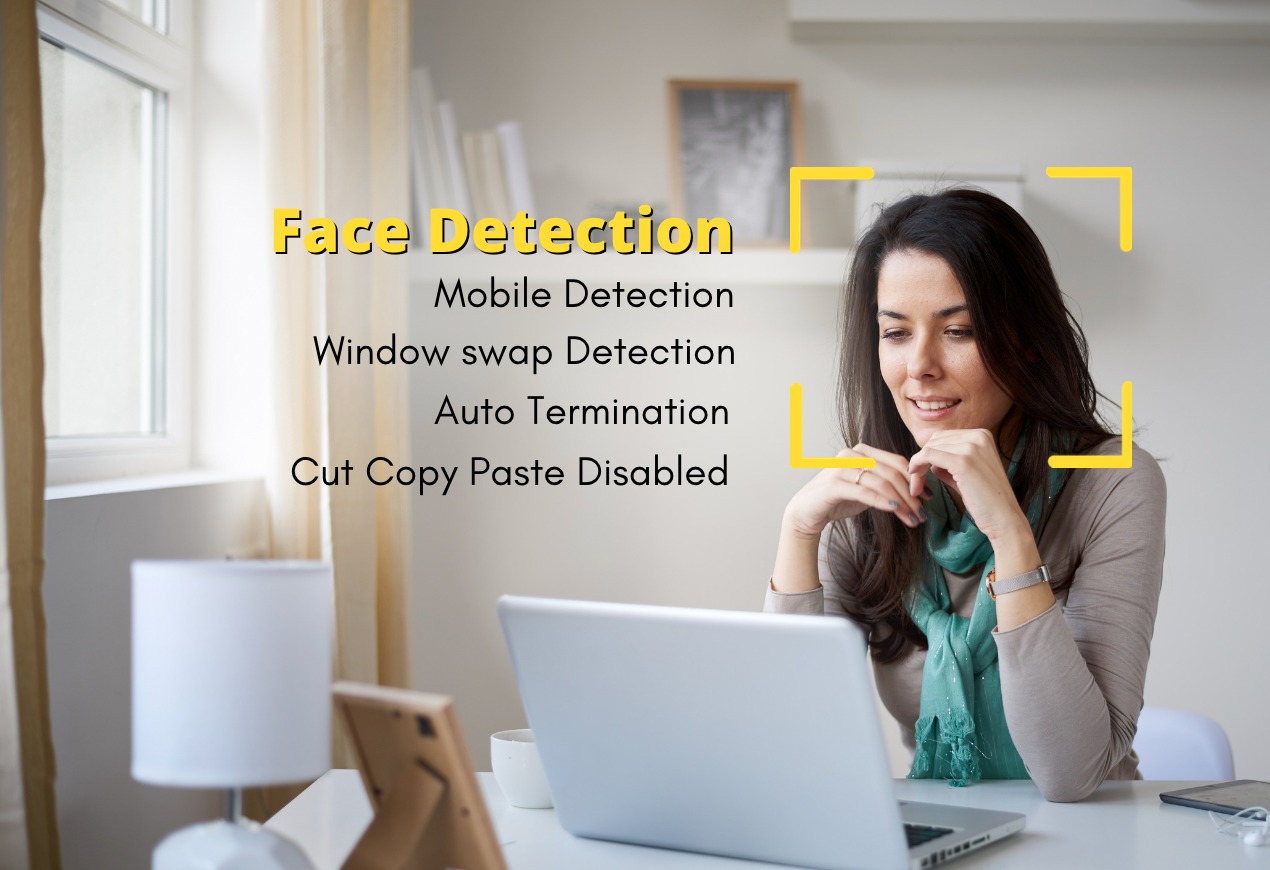 Face Detection
Mobile Detection
Window swap Detection
Auto Termination
Cut Copy Paste Disabled